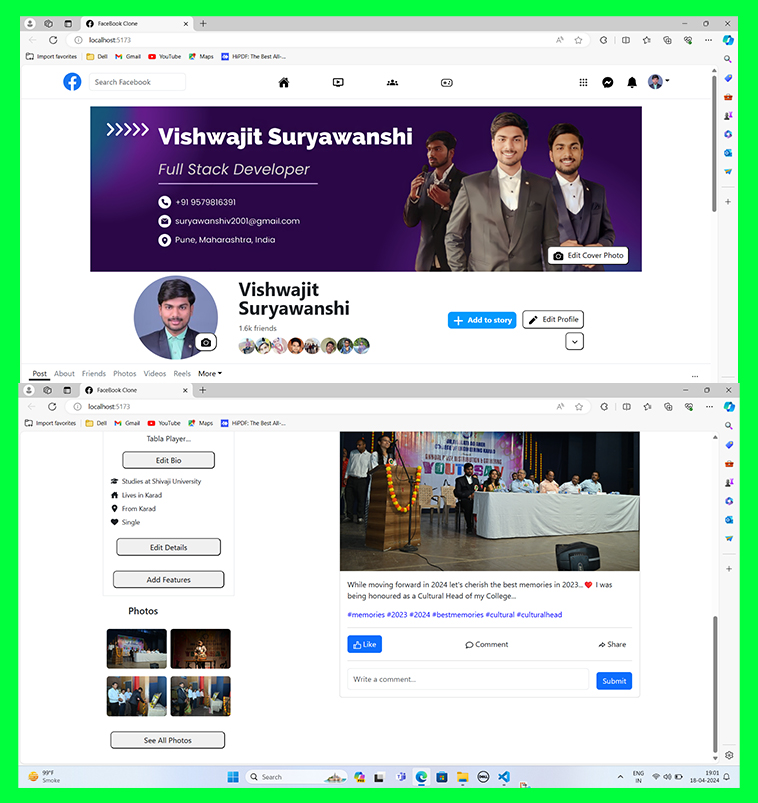 FaceBook Clone
localhost:5173
Import favorites Dell Gmail YouTube Maps HiPDF: The Best All-...
Search Facebook
Vishwajit Suryawanshi
Full Stack Developer
+91 9579816391
suryawanshiv2001@gmail.com
Pune, Maharashtra, India
Edit Cover Photo
Vishwajit
Suryawanshi
1.6k friends
Add to story Edit Profile
Post About Friends Photos Videos Reels More
FaceBook Clone
localhost:5173
Import favorites Dell Gmail YouTube Maps HiPDF: The Best All-...
Tabla Player...
Edit Bio
Studies at Shivaji University
Lives in Karad
From Karad
Single
Edit Details
Add Features
Photos
See All Photos
While moving forward in 2024 let's cherish the best memories in 2023...❤️ I was
being honoured as a Cultural Head of my College...
#memories #2023 #2024 #bestmemories #cultural #culturalhead
Like Comment Share
Write a comment... Submit
99°F
Smoke
Search
ENG
IN
19:01
18-04-2024